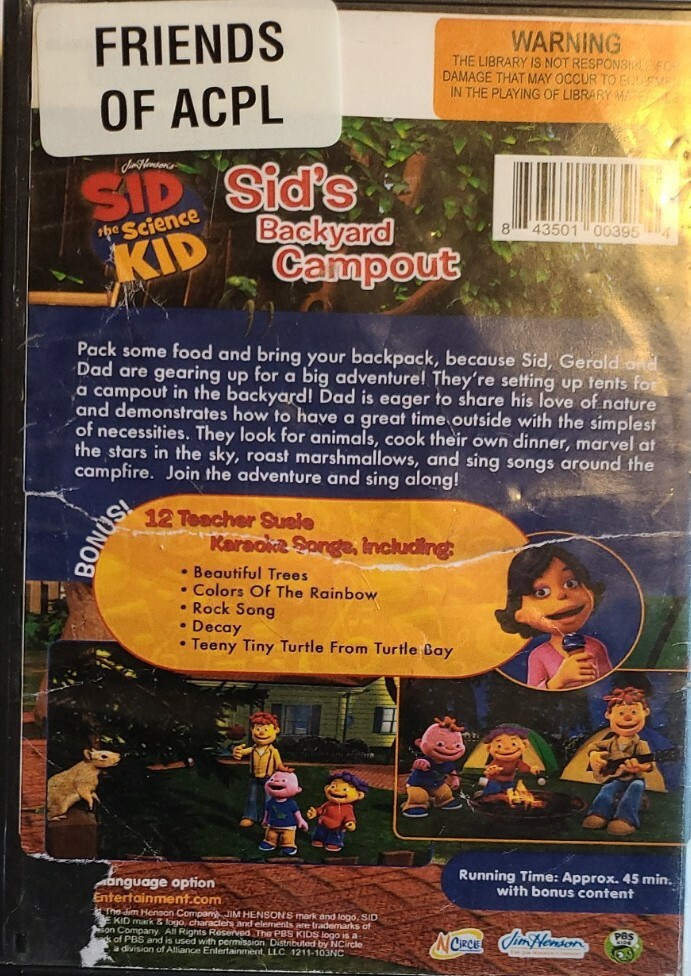 FRIENDS
OF ACPL
WARNING
THE LIBRARY IS NOT RESPONSIBLE FO
DAMAGE THAT MAY OCCUR TO EQUIPME
IN THE PLAYING OF LIBRARY MATE
Jim Henson's
SID
the Science
KID
Sid's
Backyard
Campout
8 43501 00395 4
Pack some food and bring your backpack, because Sid, Gerald and
Dad are gearing up for a big adventure! They're setting up tents for
a campout in the backyard! Dad is eager to share his love of nature
and demonstrates how to have a great time outside with the simplest
of necessities. They look for animals, cook their own dinner, marvel at
the stars in the sky, roast marshmallows, and sing songs around the
campfire. Join the adventure and sing along!
BONUS!
12 Teacher Susie
Karaoke Songs, including:
• Beautiful Trees
• Colors Of The Rainbow
• Rock Song
• Decay
• Teeny Tiny Turtle From Turtle Bay
Running Time: Approx. 45 min.
with bonus content
anguage option
Entertainment.com
The Jim Henson Company. JIM HENSON'S mark and logo, SID
E KID mark & logo, characters and elements are trademarks of
son Company. All Rights Reserved. The PBS KIDS logo is a
rk of PBS and is used with permission. Distributed by NCircle
a division of Alliance Entertainment, LLC 1211-103NC
NCIRCLE
Jim Henson
PBS
KIDS